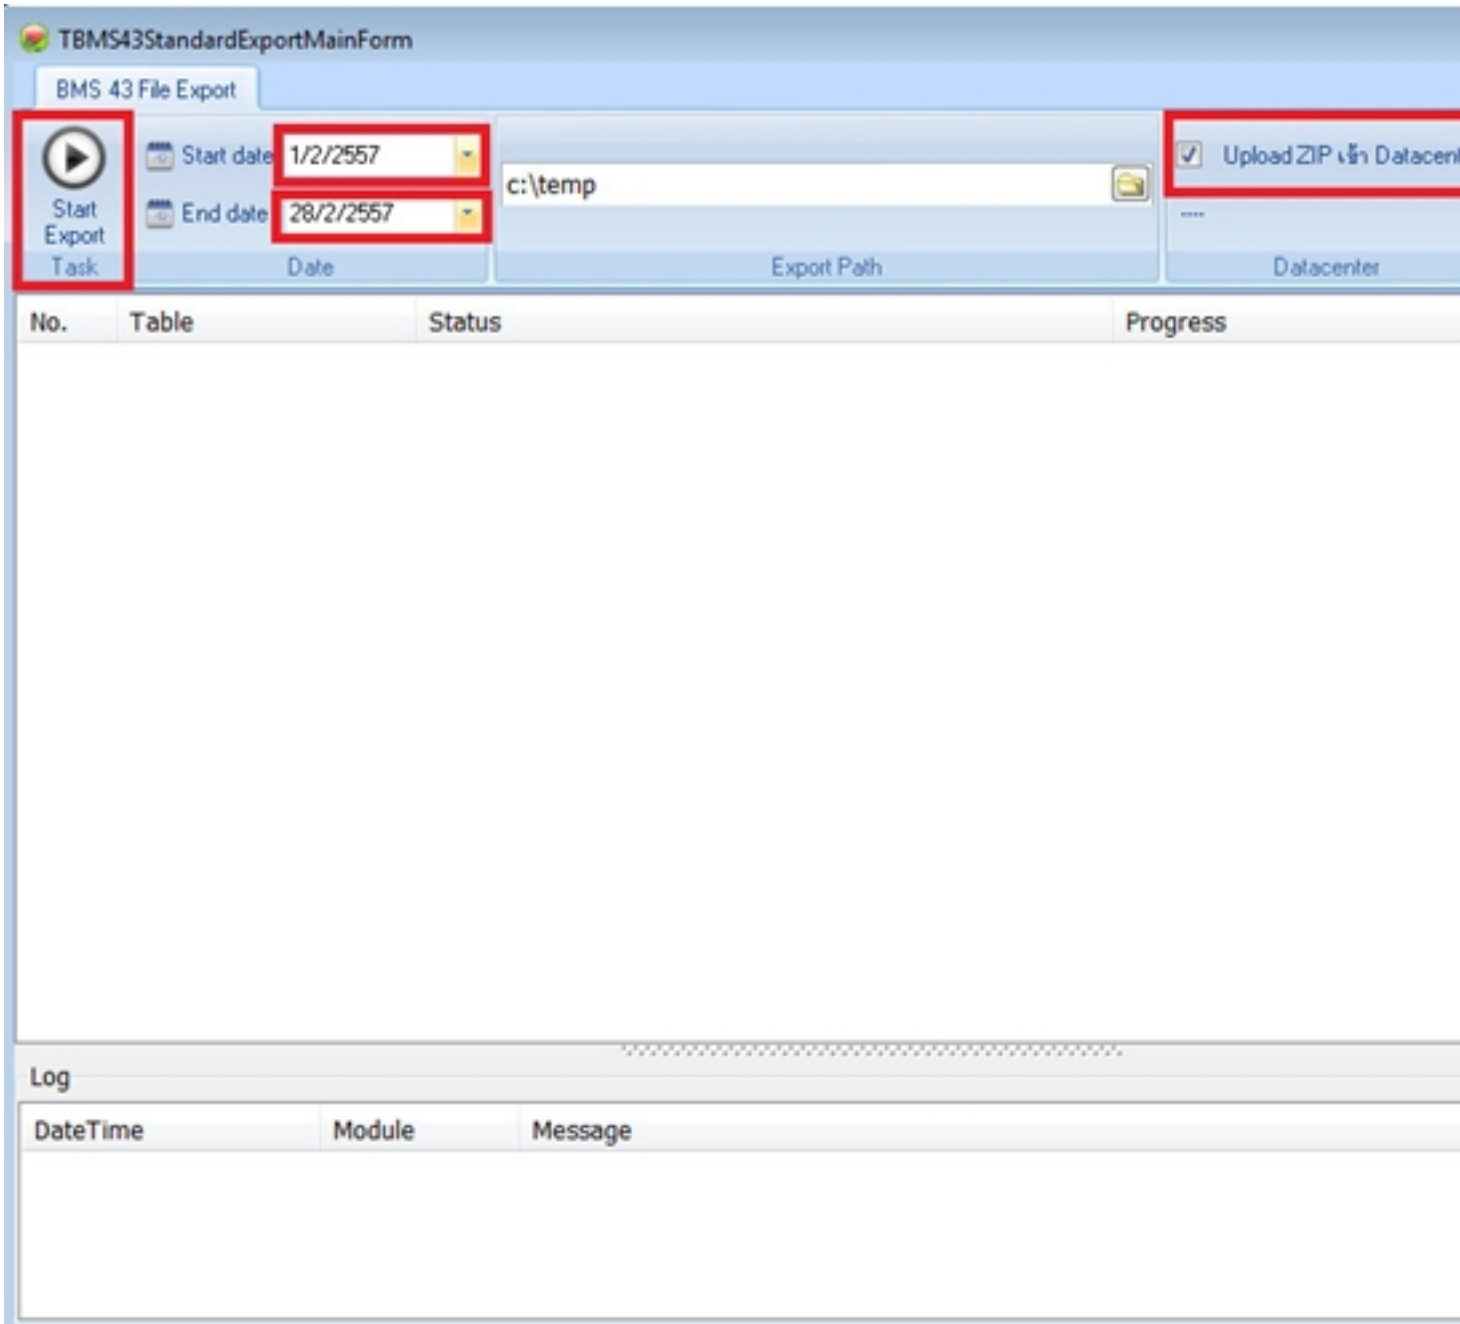 TBMS43StandardExportMainForm
BMS 43 File Export
Start Export
Task
Start date 1/2/2557
End date 28/2/2557
Date
c:\temp
Export Path
Upload ZIP เข้า Datacent
----
Datacenter
No. Table Status Progress
Log
DateTime Module Message